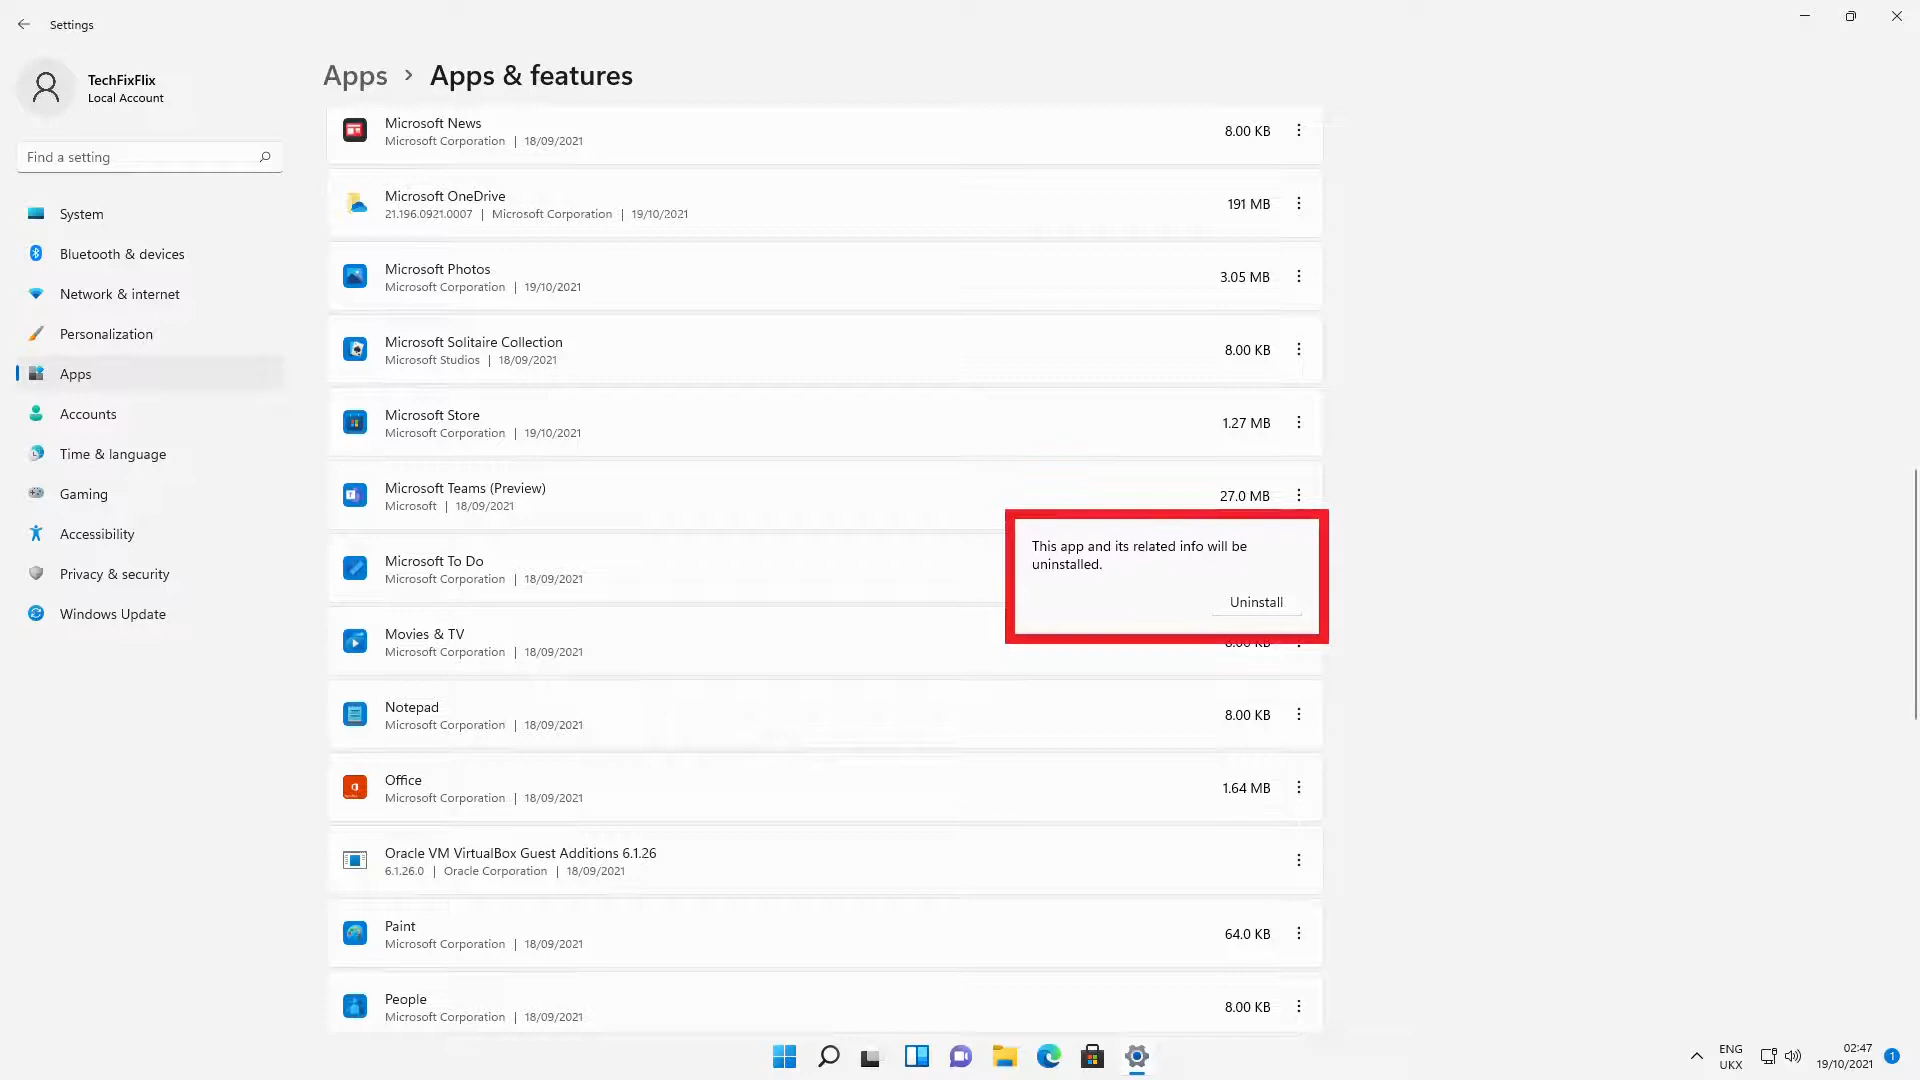 Settings
TechFixFlix
Local Account
Find a setting
System
Bluetooth & devices
Network & internet
Personalization
Apps
Accounts
Time & language
Gaming
Accessibility
Privacy & security
Windows Update
Apps > Apps & features
Microsoft News
Microsoft Corporation | 18/09/2021
8.00 KB
Microsoft OneDrive
21.196.0921.0007 | Microsoft Corporation | 19/10/2021
191 MB
Microsoft Photos
Microsoft Corporation | 19/10/2021
3.05 MB
Microsoft Solitaire Collection
Microsoft Studios | 18/09/2021
8.00 KB
Microsoft Store
Microsoft Corporation | 19/10/2021
1.27 MB
Microsoft Teams (Preview)
Microsoft | 18/09/2021
27.0 MB
This app and its related info will be
uninstalled.
Uninstall
Microsoft To Do
Microsoft Corporation | 18/09/2021
Movies & TV
Microsoft Corporation | 18/09/2021
8.00 KB
Notepad
Microsoft Corporation | 18/09/2021
8.00 KB
Office
Microsoft Corporation | 18/09/2021
1.64 MB
Oracle VM VirtualBox Guest Additions 6.1.26
6.1.26.0 | Oracle Corporation | 18/09/2021
Paint
Microsoft Corporation | 18/09/2021
64.0 KB
People
Microsoft Corporation | 18/09/2021
8.00 KB
ENG
UKX
02:47
19/10/2021
1